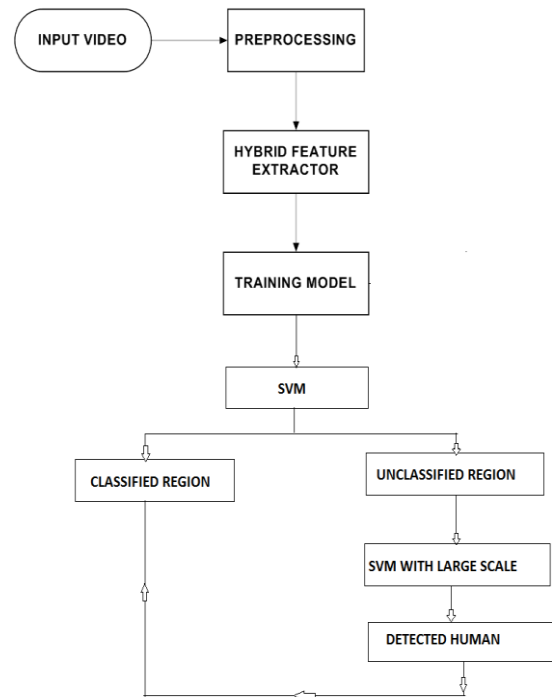 INPUT VIDEO
PREPROCESSING
HYBRID FEATURE
EXTRACTOR
TRAINING MODEL
SVM
CLASSIFIED REGION
UNCLASSIFIED REGION
SVM WITH LARGE SCALE
DETECTED HUMAN